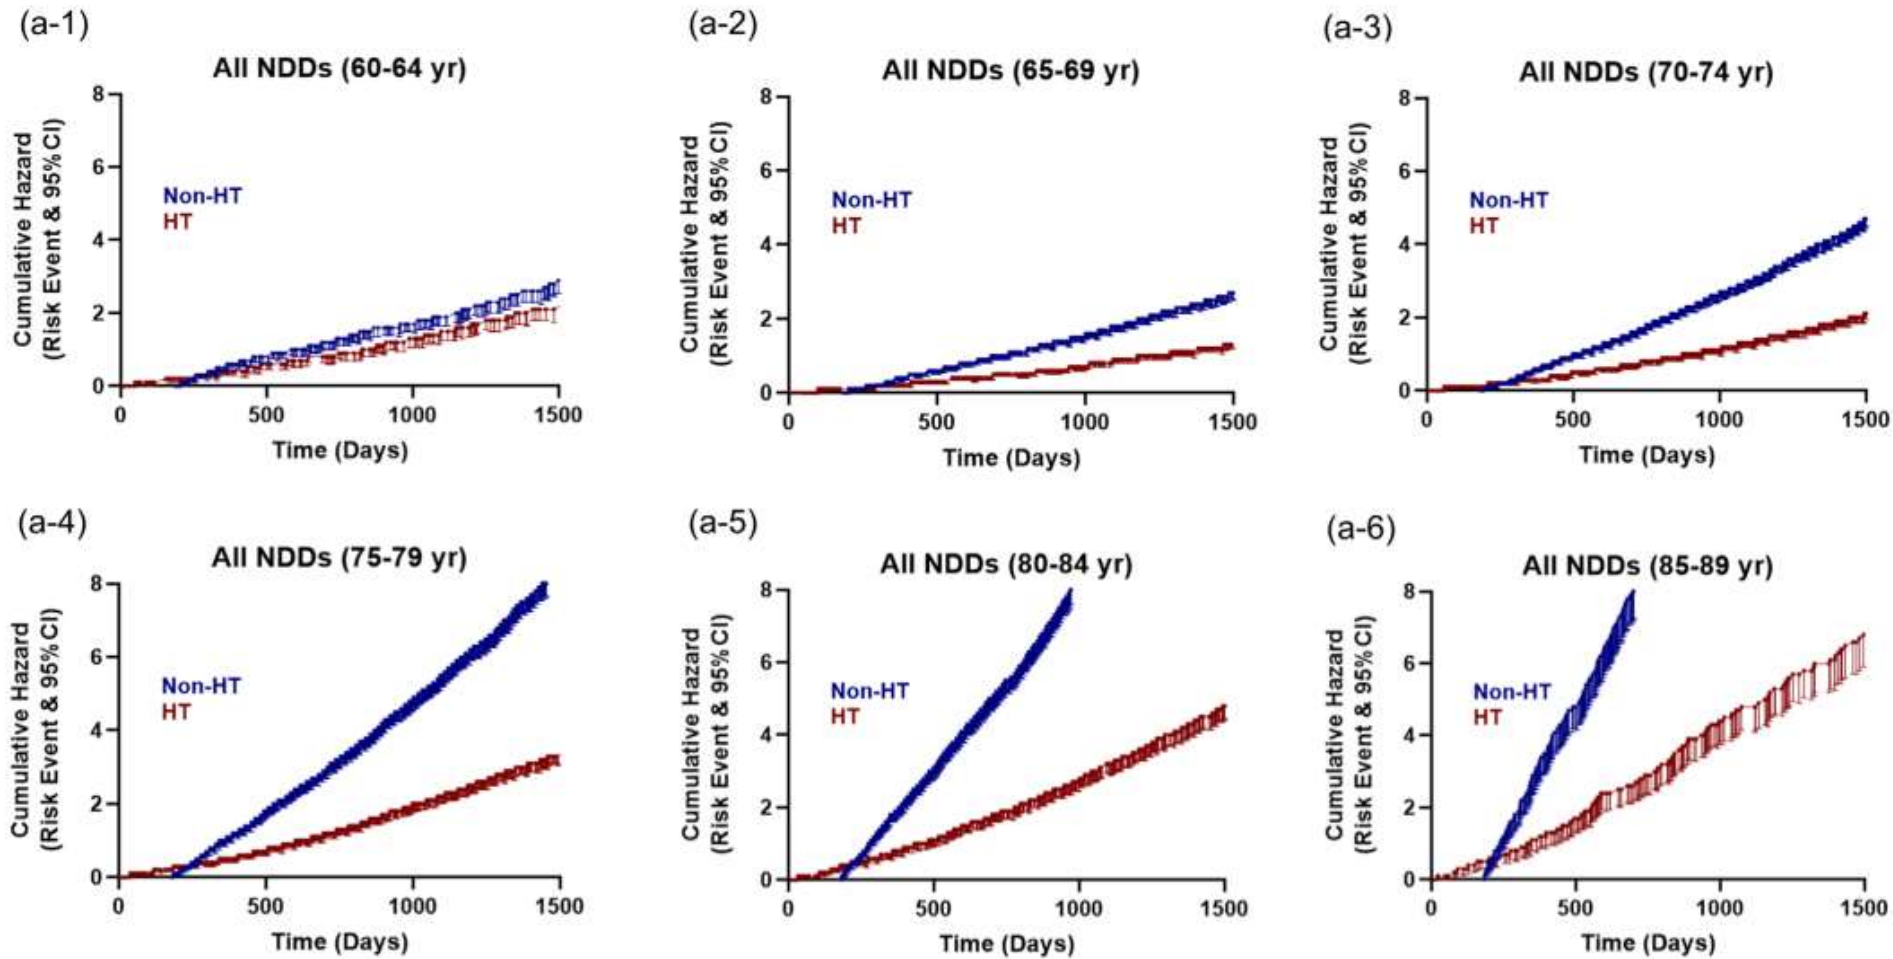 (a-1)
All NDDs (60-64 yr)
Cumulative Hazard
(Risk Event & 95%CI)
8
6
4
2
0
Non-HT
HT
0 500 1000 1500
Time (Days)
(a-2)
All NDDs (65-69 yr)
Cumulative Hazard
(Risk Event & 95%CI)
8
6
4
2
0
Non-HT
HT
0 500 1000 1500
Time (Days)
(a-3)
All NDDs (70-74 yr)
Cumulative Hazard
(Risk Event & 95%CI)
8
6
4
2
0
Non-HT
HT
0 500 1000 1500
Time (Days)
(a-4)
All NDDs (75-79 yr)
Cumulative Hazard
(Risk Event & 95%CI)
8
6
4
2
0
Non-HT
HT
0 500 1000 1500
Time (Days)
(a-5)
All NDDs (80-84 yr)
Cumulative Hazard
(Risk Event & 95%CI)
8
6
4
2
0
Non-HT
HT
0 500 1000 1500
Time (Days)
(a-6)
All NDDs (85-89 yr)
Cumulative Hazard
(Risk Event & 95%CI)
8
6
4
2
0
Non-HT
HT
0 500 1000 1500
Time (Days)